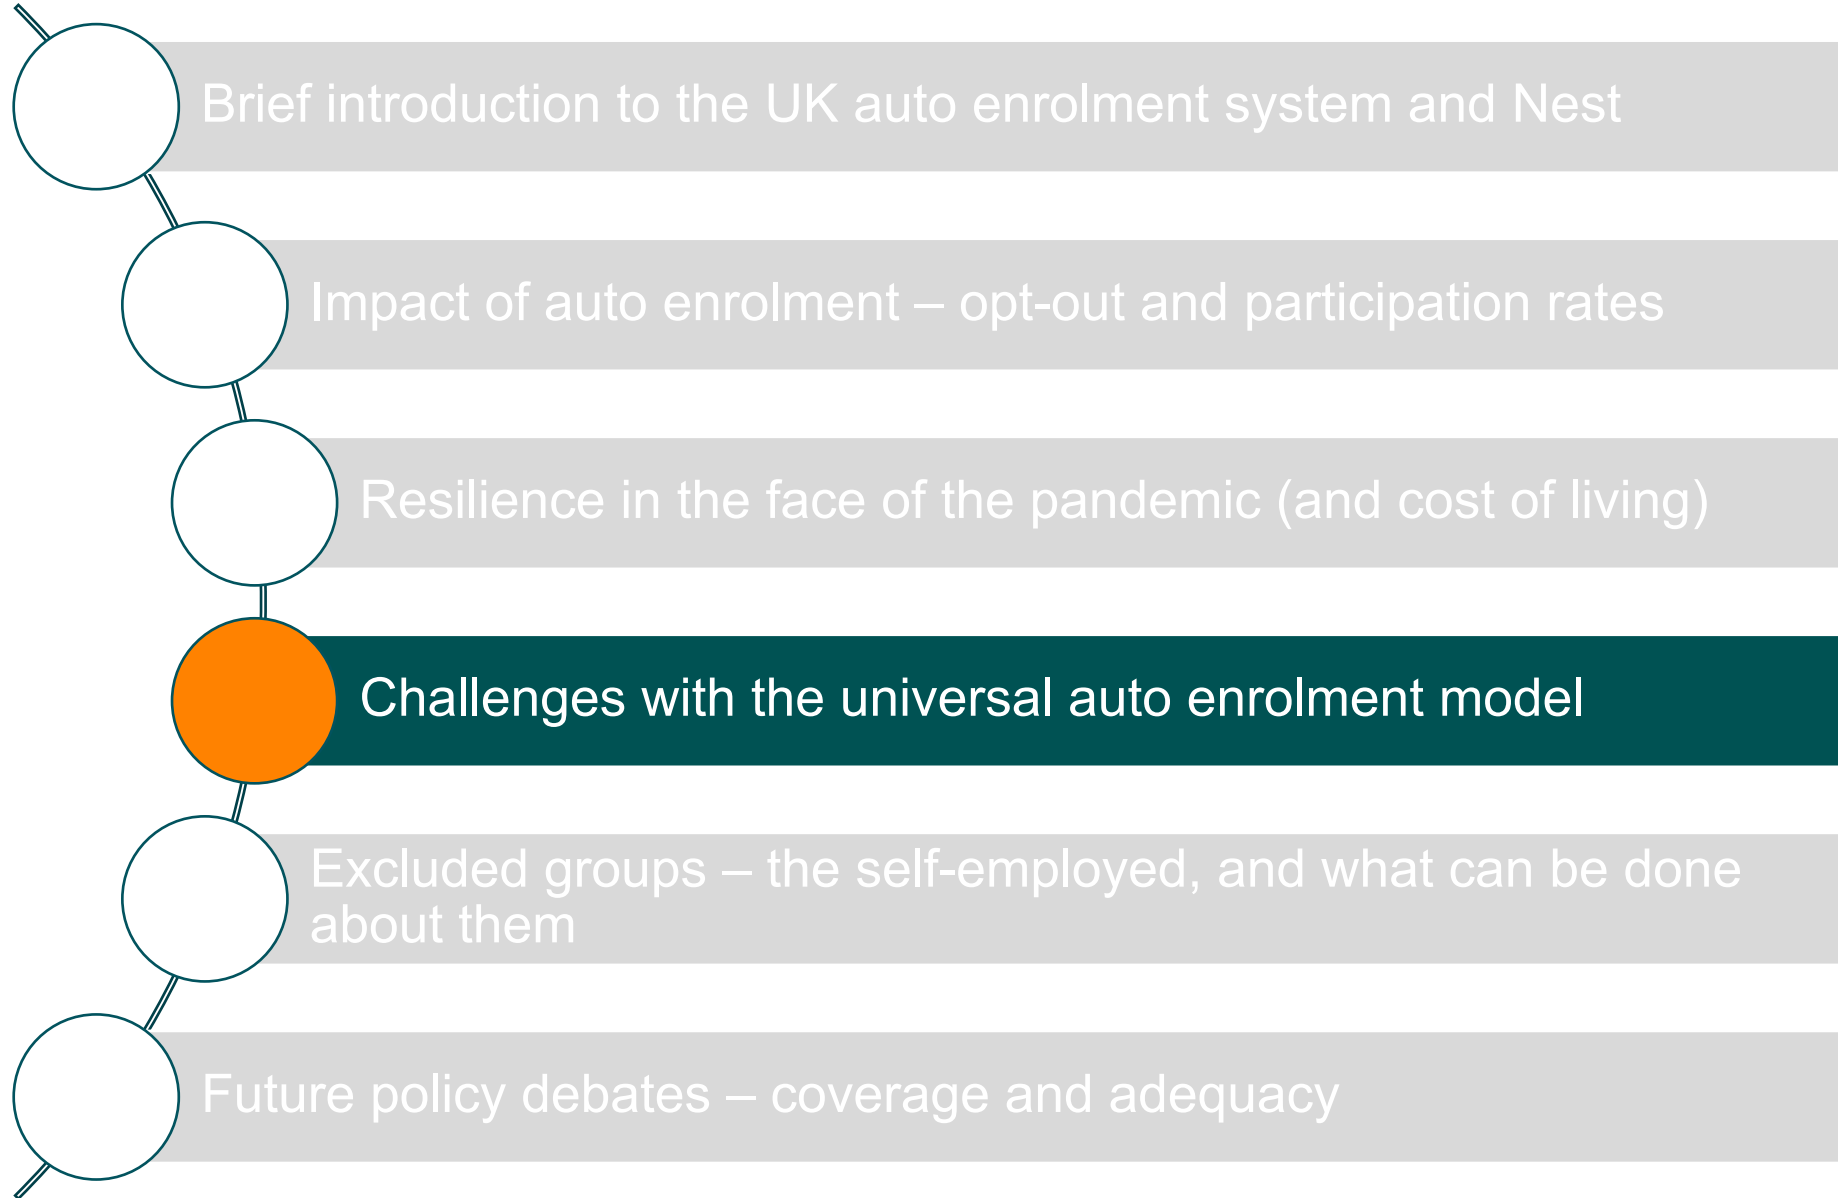 Brief introduction to the UK auto enrolment system and Nest
Impact of auto enrolment – opt-out and participation rates
Resilience in the face of the pandemic (and cost of living)
Challenges with the universal auto enrolment model
Excluded groups – the self-employed, and what can be done
about them
Future policy debates – coverage and adequacy